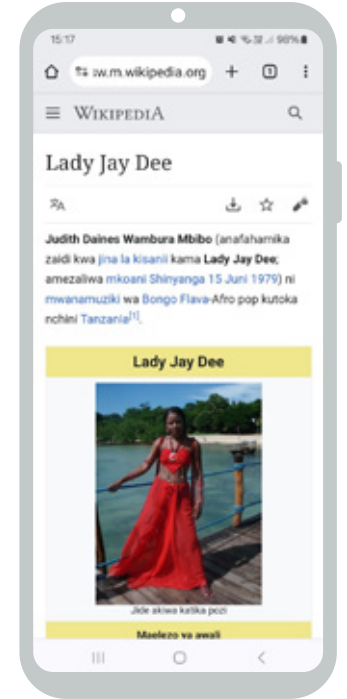 15:17
98%
sw.m.wikipedia.org
1
WIKIPEDIA
Lady Jay Dee
Judith Daines Wambura Mbibo (anafahamika
zaidi kwa jina la kisanii kama Lady Jay Dee;
amezaliwa mkoani Shinyanga 15 Juni 1979) ni
mwanamuziki wa Bongo Flava-Afro pop kutoka
nchini Tanzania[1].
Lady Jay Dee
Jide akiwa katika pozi
Maelezo ya awali